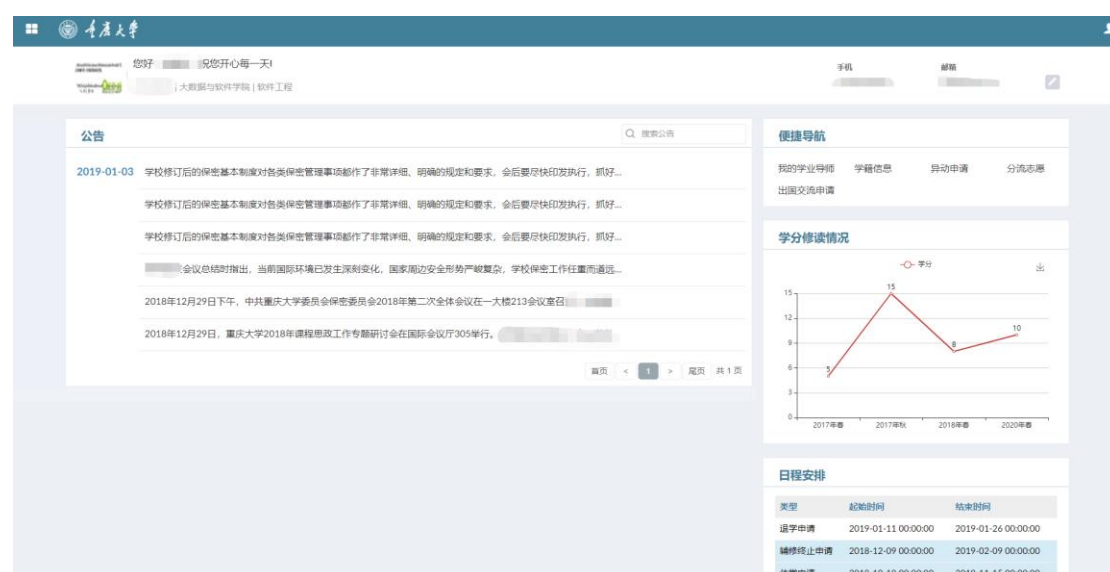 重庆大学
您好 祝您开心每一天!
手机
邮箱
大数据与软件学院 | 软件工程
公告
搜索公告
2019-01-03 学校修订后的保密基本制度对各类保密管理事项都作了非常详细、明确的规定和要求，会后要尽快印发执行，抓好...
学校修订后的保密基本制度对各类保密管理事项都作了非常详细、明确的规定和要求，会后要尽快印发执行，抓好...
学校修订后的保密基本制度对各类保密管理事项都作了非常详细、明确的规定和要求，会后要尽快印发执行，抓好...
会议总结时指出，当前国际环境已发生深刻变化，国家周边安全形势严峻复杂，学校保密工作任重而道远...
2018年12月29日下午，中共重庆大学委员会保密委员会2018年第二次全体会议在一大楼213会议室召
2018年12月29日，重庆大学2018年课程思政工作专题研讨会在国际会议厅305举行。
首页 < 1 > 尾页 共 1 页
便捷导航
我的学业导师 学籍信息 异动申请 分流志愿
出国交流申请
学分修读情况
学分
15
12
9
6
3
0
5
15
8
10
2017年春 2017年秋 2018年春 2020年春
日程安排
类型 起始时间 结束时间
退学申请 2019-01-11 00:00:00 2019-01-26 00:00:00
辅修终止申请 2018-12-09 00:00:00 2019-02-09 00:00:00